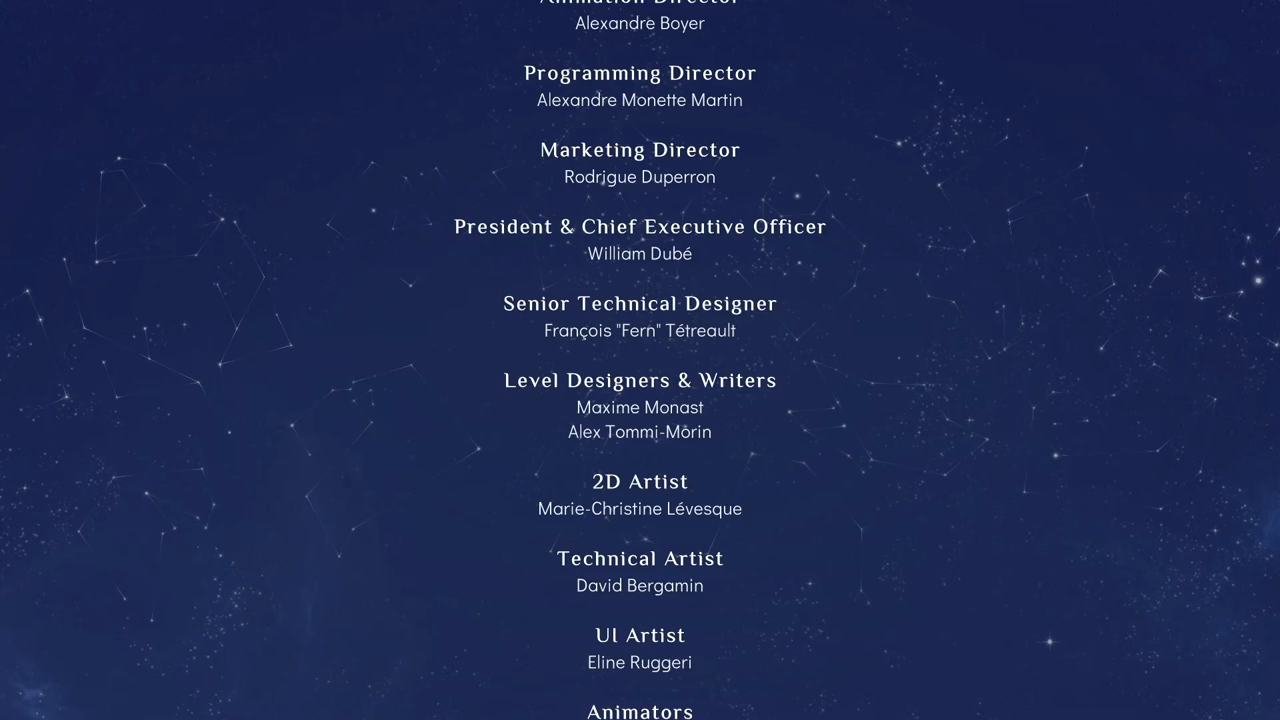 Animation Director
Alexandre Boyer
Programming Director
Alexandre Monette Martin
Marketing Director
Rodrigue Duperron
President & Chief Executive Officer
William Dubé
Senior Technical Designer
François "Fern" Tétreault
Level Designers & Writers
Maxime Monast
Alex Tommi-Morin
2D Artist
Marie-Christine Lévesque
Technical Artist
David Bergamin
UI Artist
Eline Ruggeri
Animators